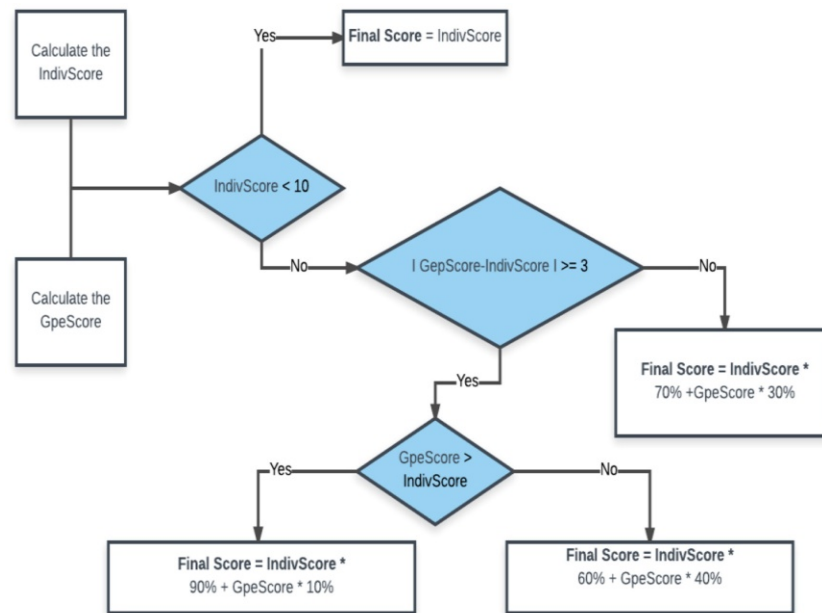 Calculate the
IndivScore
Yes
Final Score = IndivScore
IndivScore < 10
No
Calculate the
GpeScore
I GepScore-IndivScore I >= 3
No
Final Score = IndivScore *
70% +GpeScore * 30%
Yes
GpeScore >
IndivScore
Yes
No
Final Score = IndivScore *
90% + GpeScore * 10%
Final Score = IndivScore *
60% + GpeScore * 40%